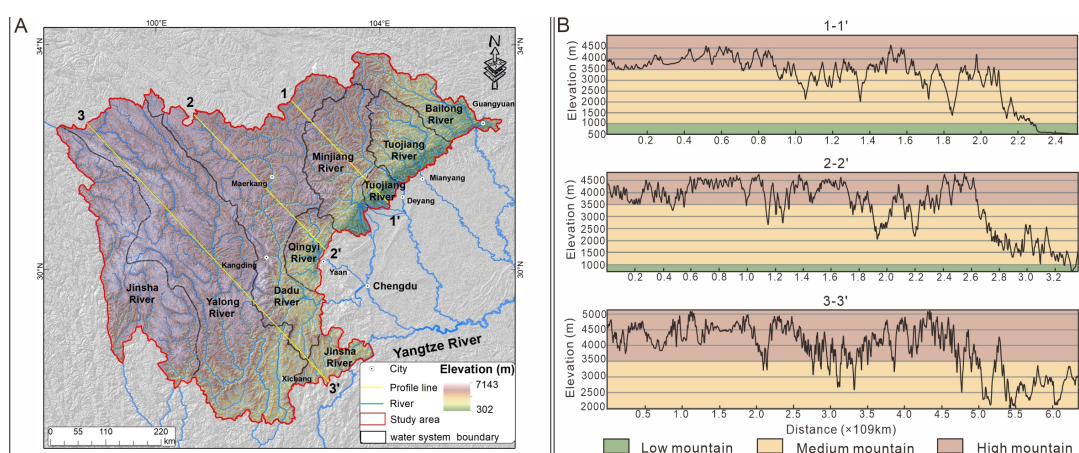 A
100°E
104°E
34°N
34°N
N
1
2
3
Bailong
River
Guangyuan
Tuojiang
River
Minjiang
River
Maerkang
Tuojiang
River
Mianyang
Deyang
1'
Qingyi
River
2'
Kangding
Yaan
30°N
30°N
Jinsha
River
Yalong
River
Dadu
River
Chengdu
Jinsha
River
Yangtze River
Xichang
3'
City
Profile line
River
Study area
water system boundary
Elevation (m)
7143
302
0 55 110 220
km
B
1-1'
Elevation (m)
4500
4000
3500
3000
2500
2000
1500
1000
500
0.2 0.4 0.6 0.8 1.0 1.2 1.4 1.6 1.8 2.0 2.2 2.4
2-2'
Elevation (m)
4500
4000
3500
3000
2500
2000
1500
1000
0.2 0.4 0.6 0.8 1.0 1.2 1.4 1.6 1.8 2.0 2.2 2.4 2.6 2.8 3.0 3.2
3-3'
Elevation (m)
5000
4500
4000
3500
3000
2500
2000
0.5 1.0 1.5 2.0 2.5 3.0 3.5 4.0 4.5 5.0 5.5 6.0
Distance (×109km)
Low mountain
Medium mountain
High mountain